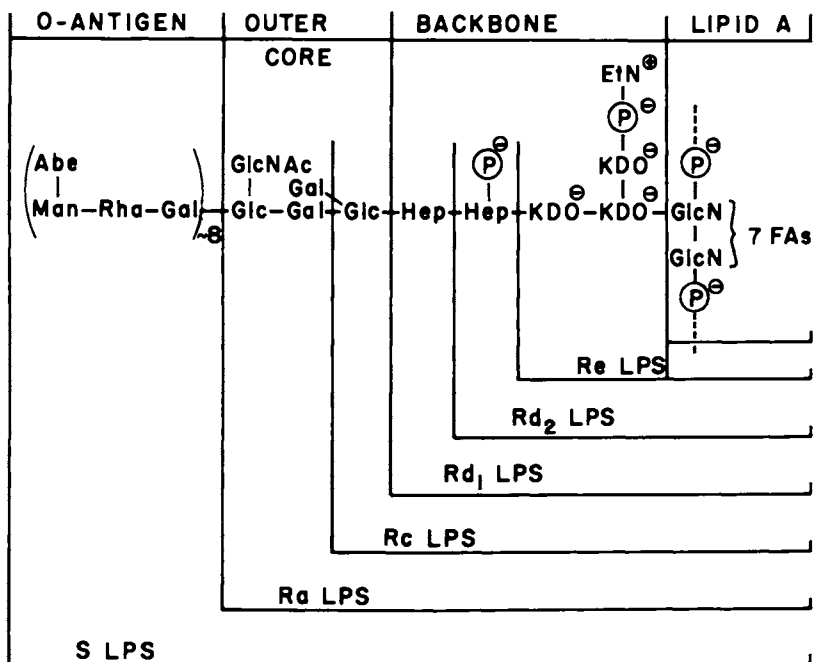 O-ANTIGEN OUTER CORE BACKBONE LIPID A
EtN⊕
P⊖
Abe GlcNAc P⊖ KDO⊖ P⊖
Gal
(Man–Rha–Gal)~8–Glc–Gal–Glc–Hep–Hep–KDO⊖–KDO⊖–GlcN
} 7 FAs
GlcN
P⊖
Re LPS
Rd₂ LPS
Rd₁ LPS
Rc LPS
Ra LPS
S LPS